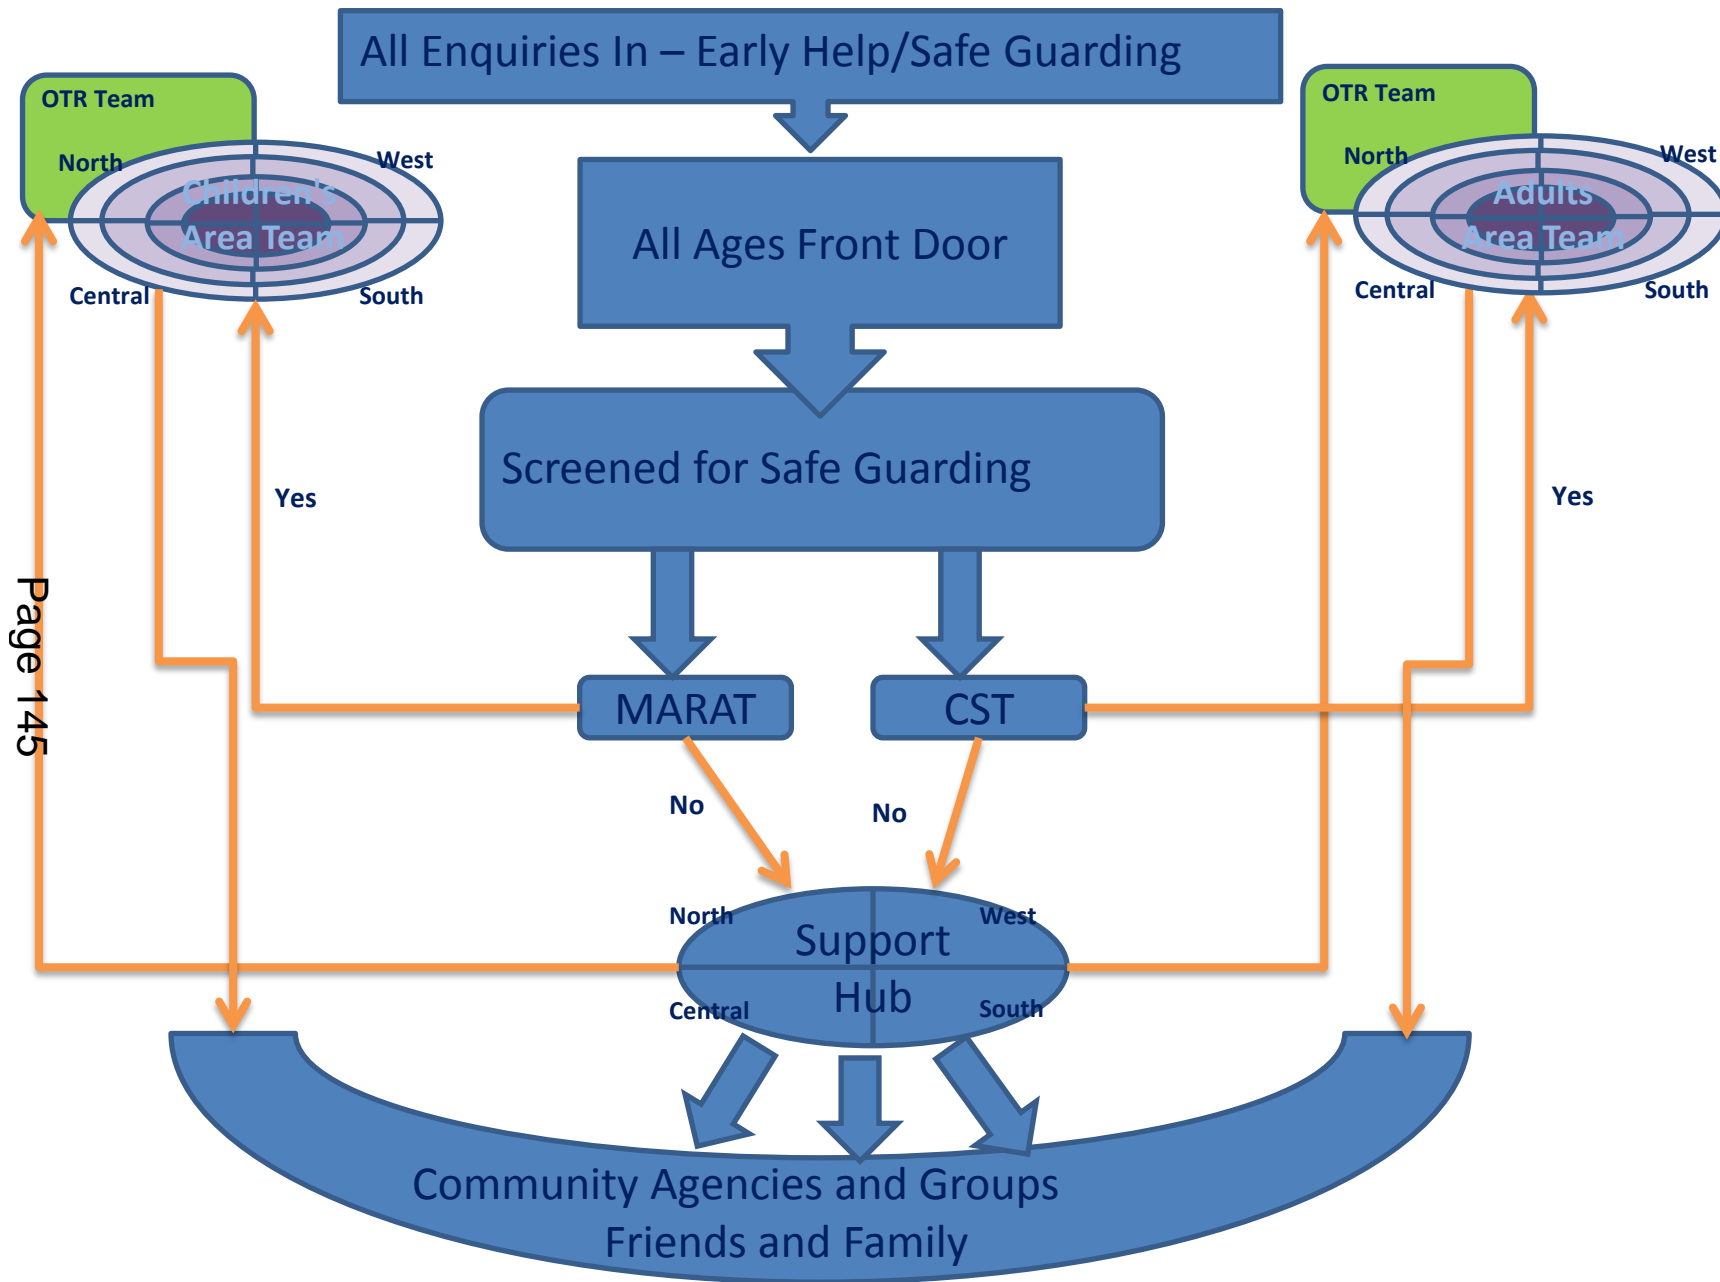 All Enquiries In – Early Help/Safe Guarding
OTR Team
North
West
Children's
Area Team
Central
South
OTR Team
North
West
Adults
Area Team
Central
South
All Ages Front Door
Screened for Safe Guarding
Yes
Yes
MARAT
CST
No
No
North
West
Support
Hub
Central
South
Community Agencies and Groups
Friends and Family
Page 145